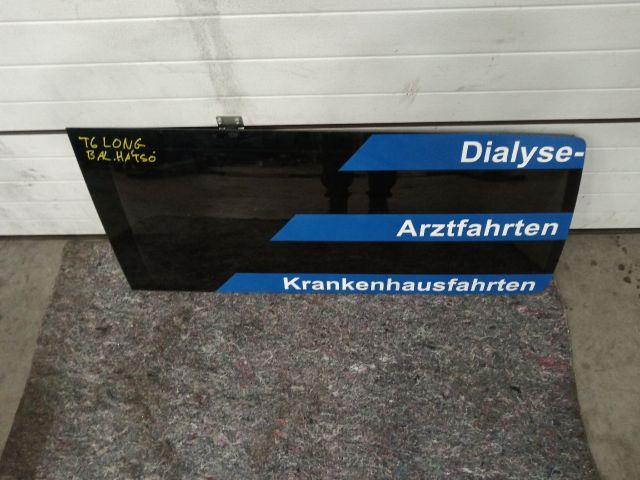 T6 LONG
BAL.HÁTSÓ
Dialyse-
Arztfahrten
Krankenhausfahrten